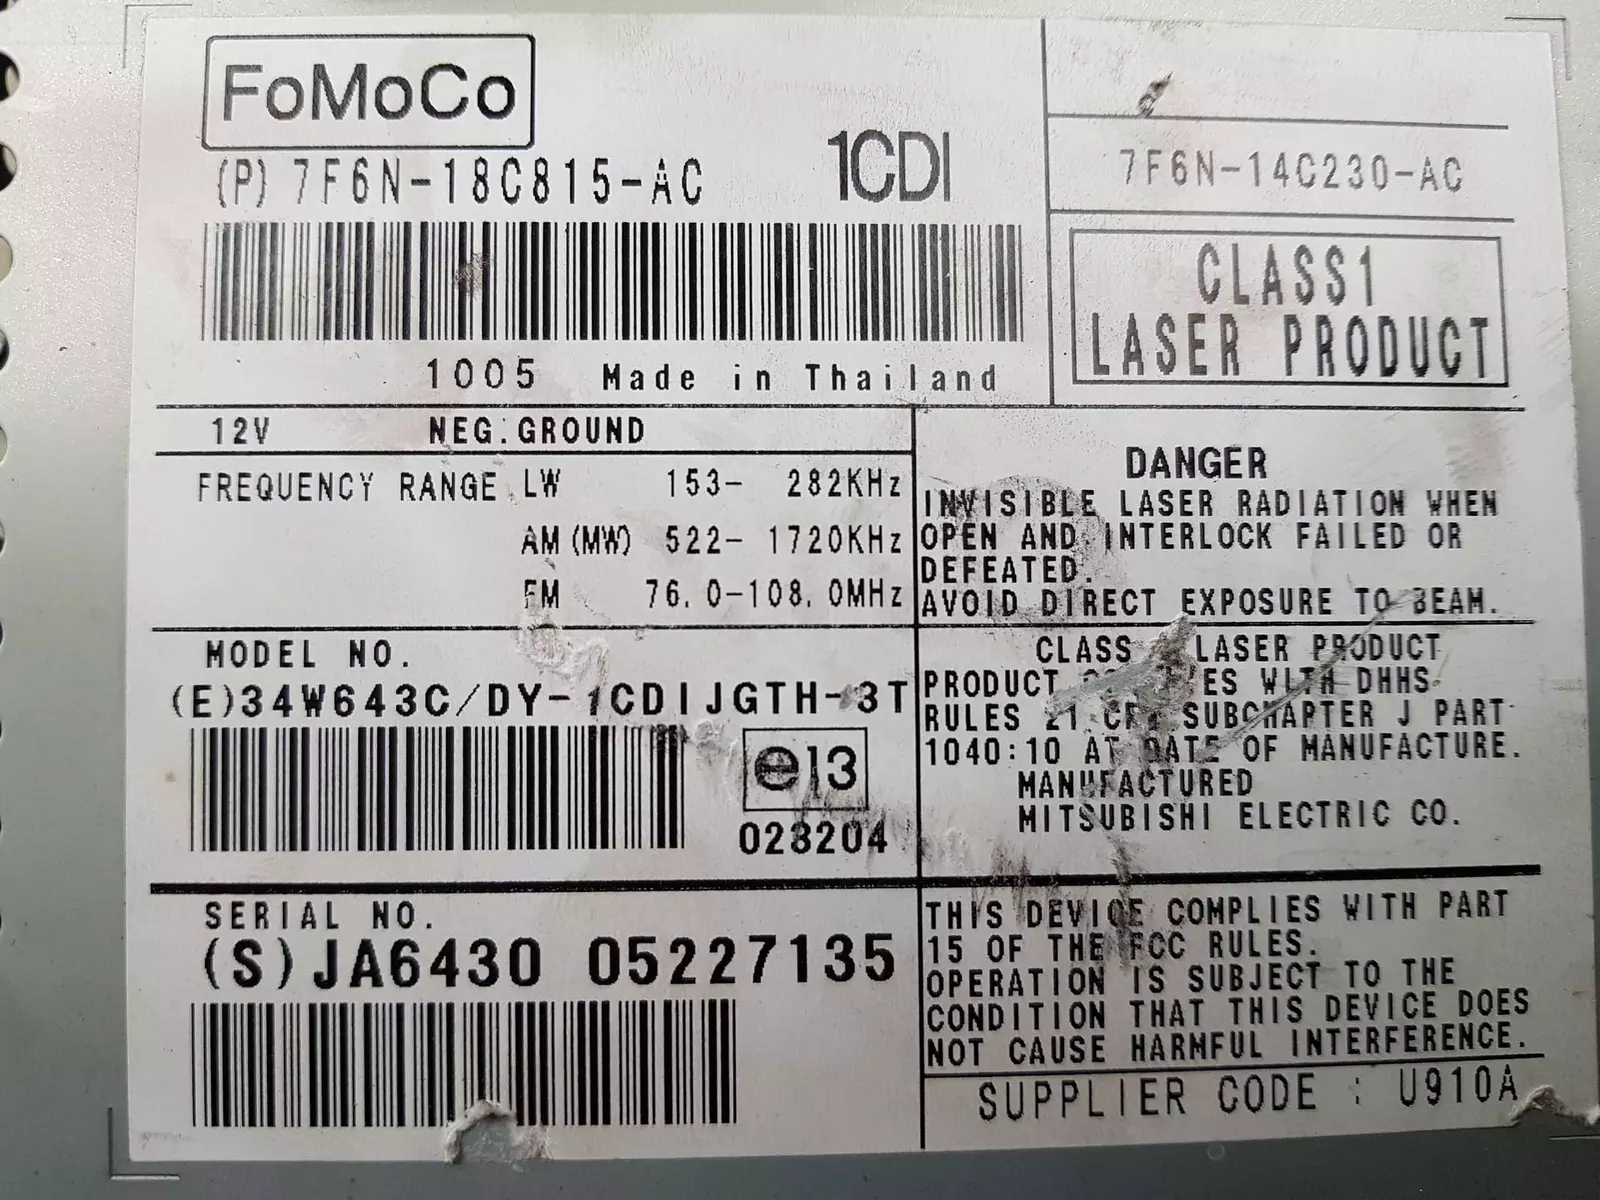 FoMoCo
(P) 7F6N-18C815-AC
1CDI
1005 Made in Thailand
7F6N-14C230-AC
CLASS1
LASER PRODUCT
12V NEG.GROUND
FREQUENCY RANGE LW 153- 282KHz
AM(MW) 522- 1720KHz
FM 76.0-108.0MHz
DANGER
INVISIBLE LASER RADIATION WHEN
OPEN AND INTERLOCK FAILED OR
DEFEATED.
AVOID DIRECT EXPOSURE TO BEAM.
MODEL NO.
(E)34W643C/DY-1CDIJGTH-3T
e13
028204
CLASS LASER PRODUCT
PRODUCT WITH DHHS
RULES 21 CFR SUBCHAPTER J PART
1040:10 AT DATE OF MANUFACTURE.
MANUFACTURED
MITSUBISHI ELECTRIC CO.
SERIAL NO.
(S)JA6430 05227135
THIS DEVICE COMPLIES WITH PART
15 OF THE FCC RULES.
OPERATION IS SUBJECT TO THE
CONDITION THAT THIS DEVICE DOES
NOT CAUSE HARMFUL INTERFERENCE.
SUPPLIER CODE : U910A